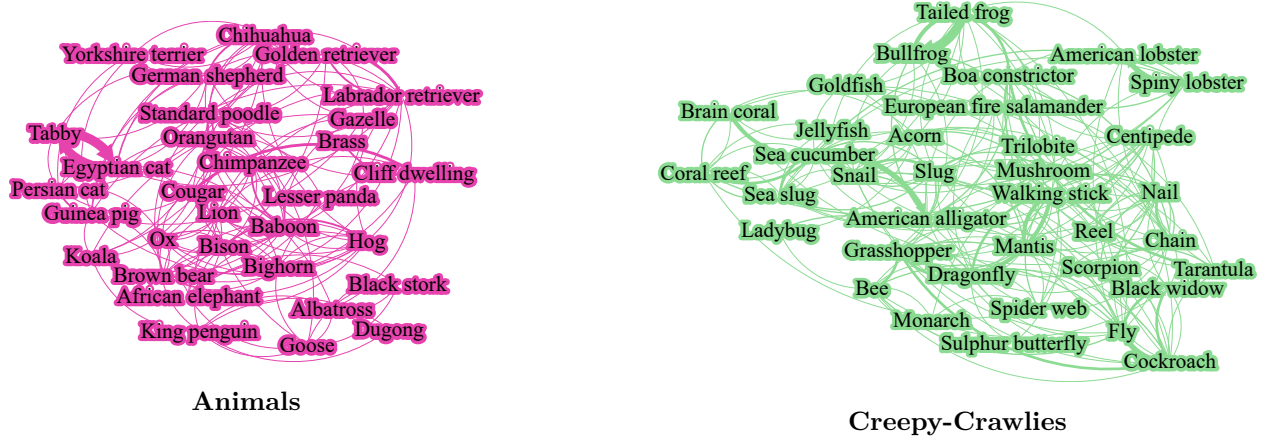 Chihuahua
Yorkshire terrier
Golden retriever
German shepherd
Labrador retriever
Standard poodle
Gazelle
Tabby
Orangutan
Brass
Egyptian cat
Chimpanzee
Cliff dwelling
Persian cat
Cougar
Lesser panda
Guinea pig
Lion
Baboon
Ox
Bison
Hog
Koala
Brown bear
Bighorn
African elephant
Black stork
Albatross
King penguin
Dugong
Goose
Animals
Tailed frog
Bullfrog
American lobster
Goldfish
Boa constrictor
Spiny lobster
Brain coral
European fire salamander
Jellyfish
Acorn
Centipede
Sea cucumber
Trilobite
Coral reef
Snail
Slug
Mushroom
Sea slug
Walking stick
Nail
American alligator
Ladybug
Reel
Grasshopper
Mantis
Chain
Dragonfly
Scorpion
Tarantula
Bee
Black widow
Spider web
Monarch
Fly
Sulphur butterfly
Cockroach
Creepy-Crawlies